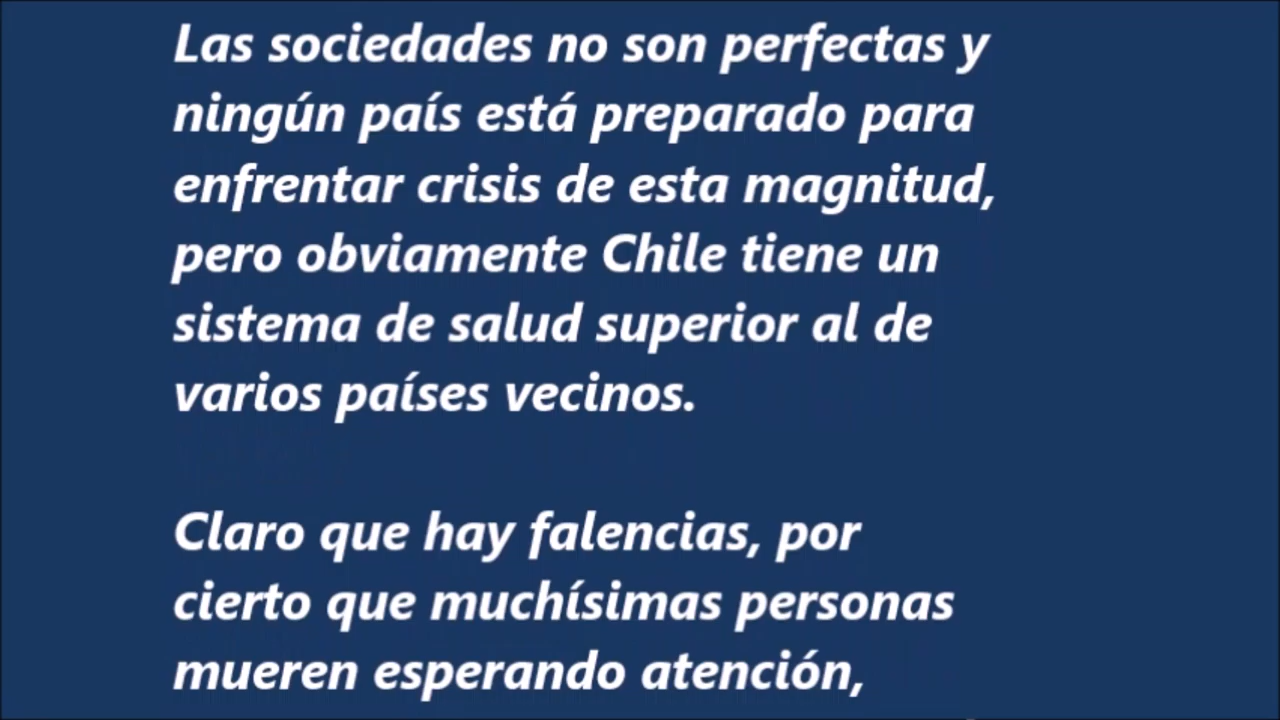 Las sociedades no son perfectas y
ningún país está preparado para
enfrentar crisis de esta magnitud,
pero obviamente Chile tiene un
sistema de salud superior al de
varios países vecinos.
Claro que hay falencias, por
cierto que muchísimas personas
mueren esperando atención,